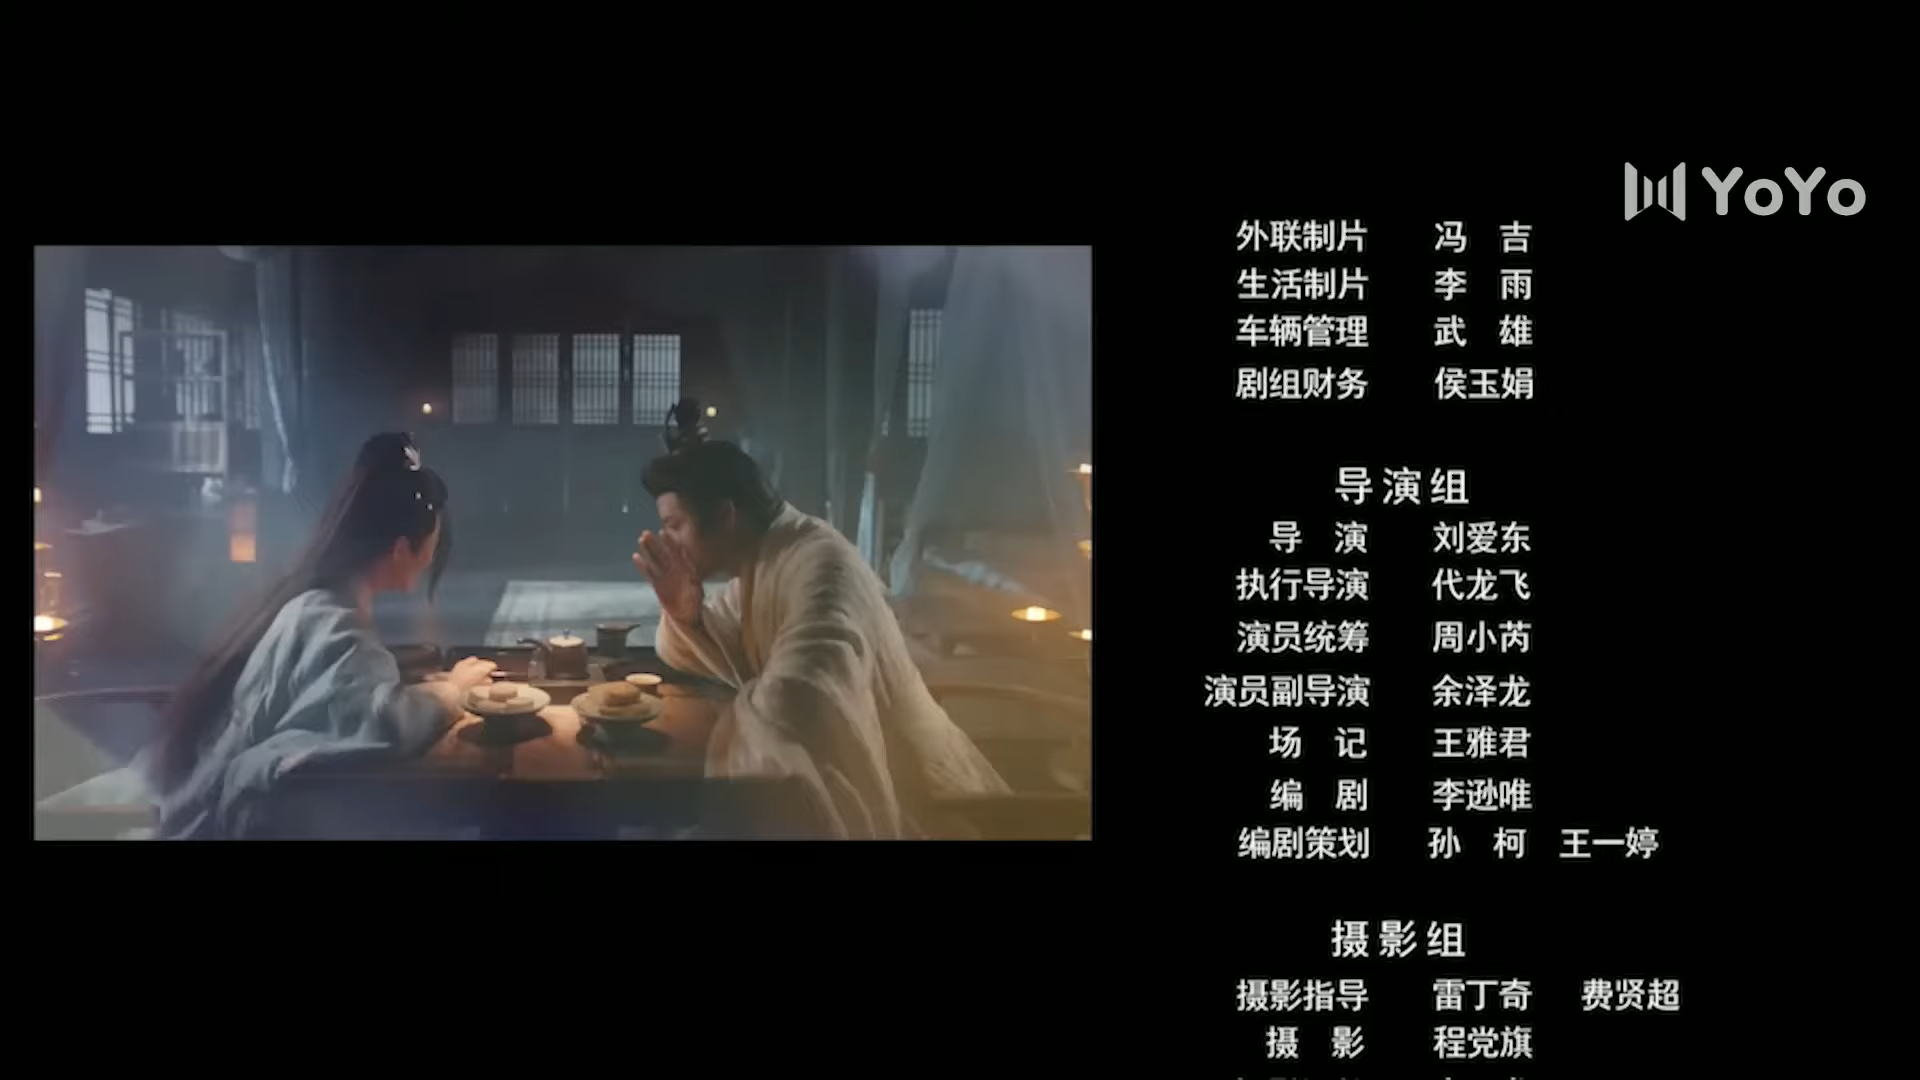 YoYo
外联制片 冯 吉
生活制片 李 雨
车辆管理 武 雄
剧组财务 侯玉娟
导演组
导 演 刘爱东
执行导演 代龙飞
演员统筹 周小芮
演员副导演 余泽龙
场 记 王雅君
编 剧 李逊唯
编剧策划 孙 柯 王一婷
摄影组
摄影指导 雷丁奇 费贤超
摄 影 程党旗